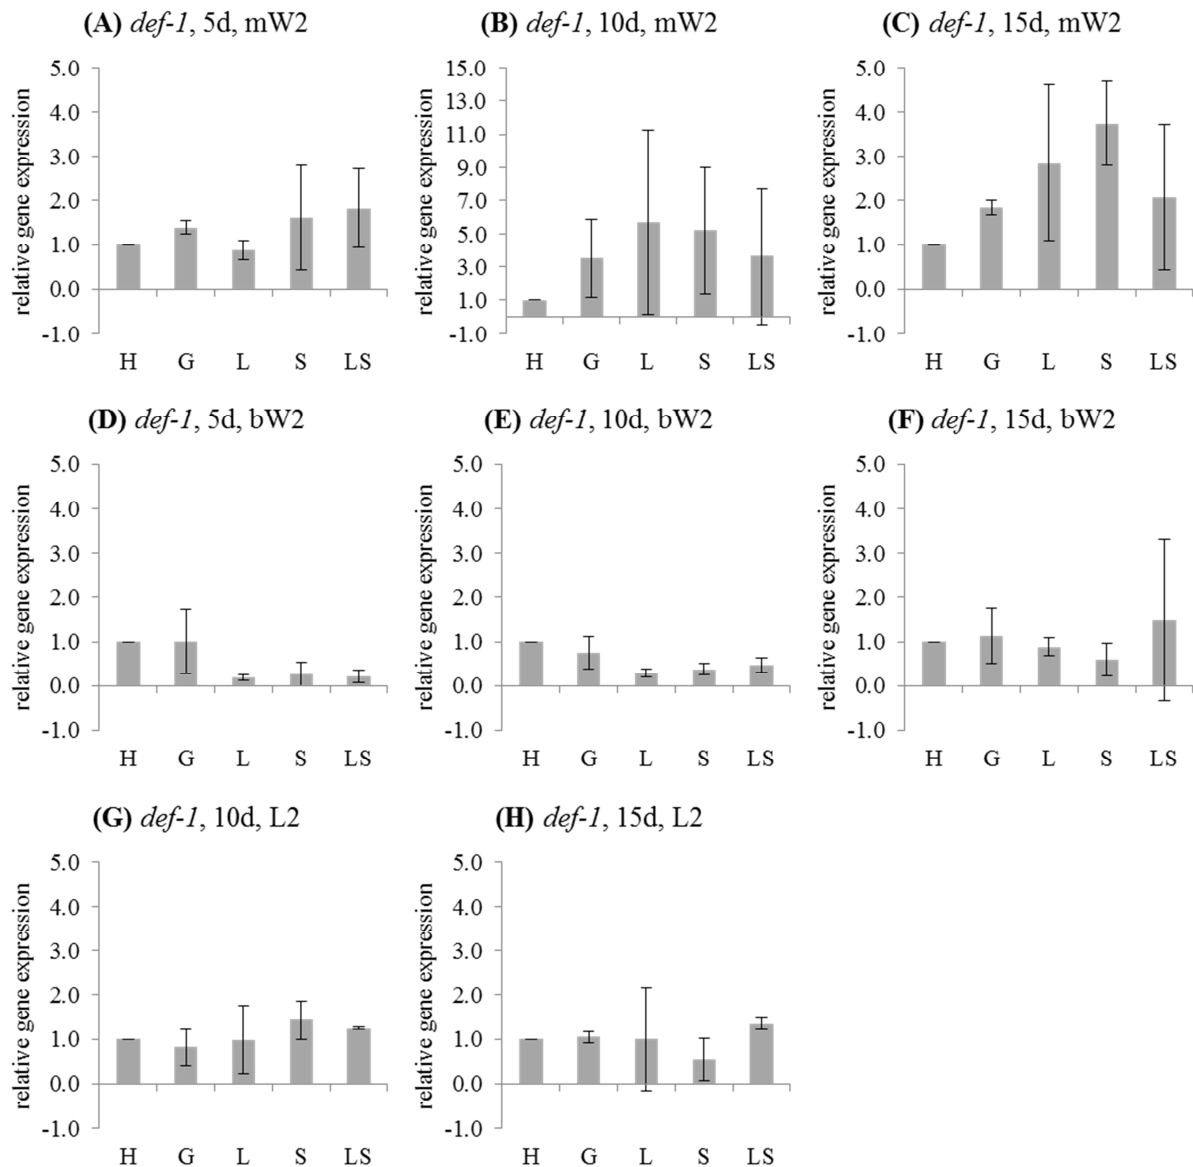 (A) def-1, 5d, mW2
relative gene expression
5.0
4.0
3.0
2.0
1.0
0.0
-1.0
H G L S LS
(B) def-1, 10d, mW2
relative gene expression
15.0
13.0
11.0
9.0
7.0
5.0
3.0
1.0
-1.0
H G L S LS
(C) def-1, 15d, mW2
relative gene expression
5.0
4.0
3.0
2.0
1.0
0.0
-1.0
H G L S LS
(D) def-1, 5d, bW2
relative gene expression
5.0
4.0
3.0
2.0
1.0
0.0
-1.0
H G L S LS
(E) def-1, 10d, bW2
relative gene expression
5.0
4.0
3.0
2.0
1.0
0.0
-1.0
H G L S LS
(F) def-1, 15d, bW2
relative gene expression
5.0
4.0
3.0
2.0
1.0
0.0
-1.0
H G L S LS
(G) def-1, 10d, L2
relative gene expression
5.0
4.0
3.0
2.0
1.0
0.0
-1.0
H G L S LS
(H) def-1, 15d, L2
relative gene expression
5.0
4.0
3.0
2.0
1.0
0.0
-1.0
H G L S LS